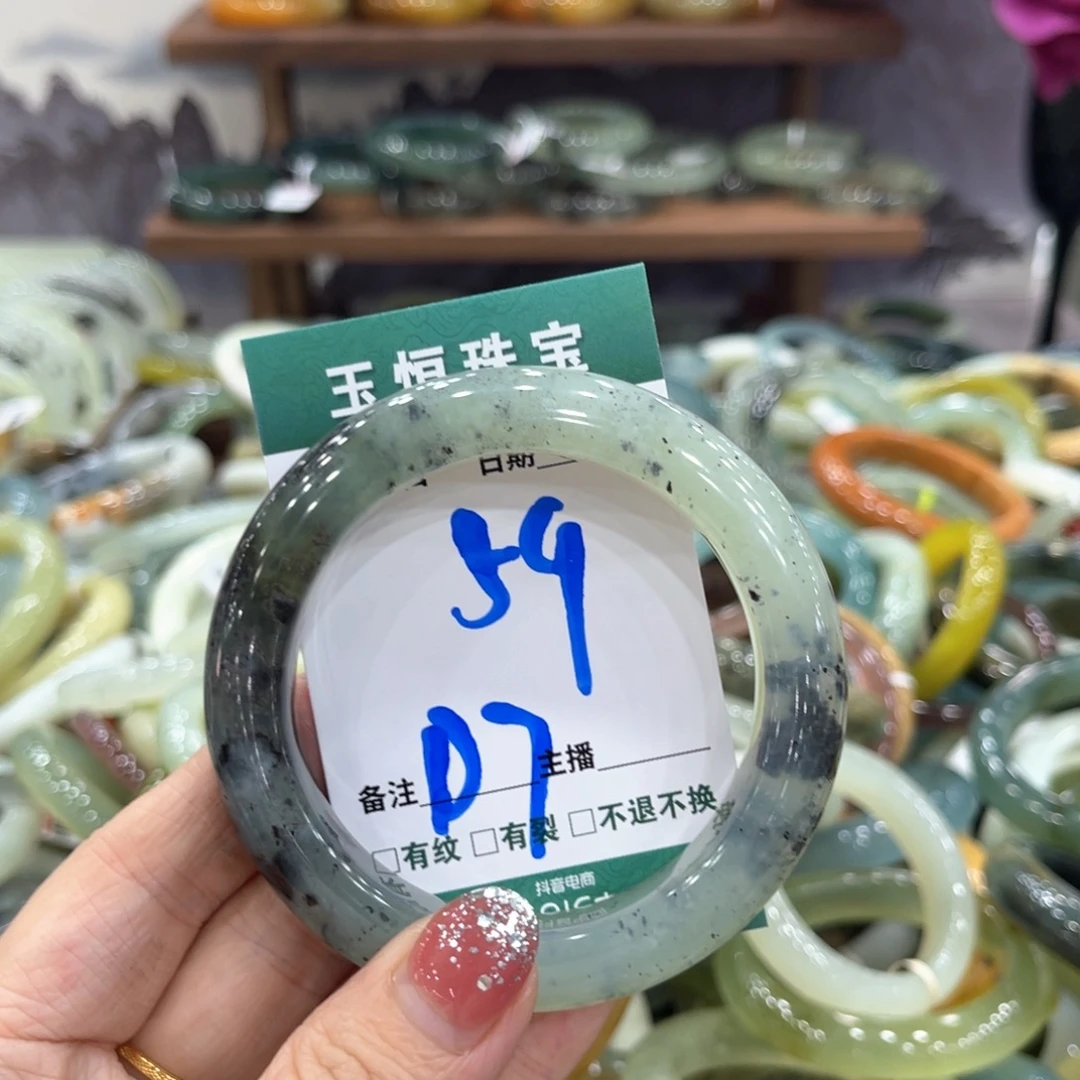 玉恒珠宝
日期
59
D7
备注 主播
□有纹 □有裂 □不退不换
抖音电商